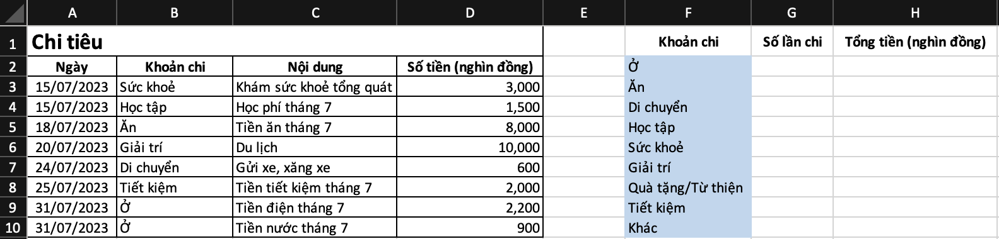 A B C D E F G H
1 Chi tiêu Khoản chi Số lần chi Tổng tiền (nghìn đồng)
2 Ngày Khoản chi Nội dung Số tiền (nghìn đồng) Ở
3 15/07/2023 Sức khoẻ Khám sức khoẻ tổng quát 3,000 Ăn
4 15/07/2023 Học tập Học phí tháng 7 1,500 Di chuyển
5 18/07/2023 Ăn Tiền ăn tháng 7 8,000 Học tập
6 20/07/2023 Giải trí Du lịch 10,000 Sức khoẻ
7 24/07/2023 Di chuyển Gửi xe, xăng xe 600 Giải trí
8 25/07/2023 Tiết kiệm Tiền tiết kiệm tháng 7 2,000 Quà tặng/Từ thiện
9 31/07/2023 Ở Tiền điện tháng 7 2,200 Tiết kiệm
10 31/07/2023 Ở Tiền nước tháng 7 900 Khác